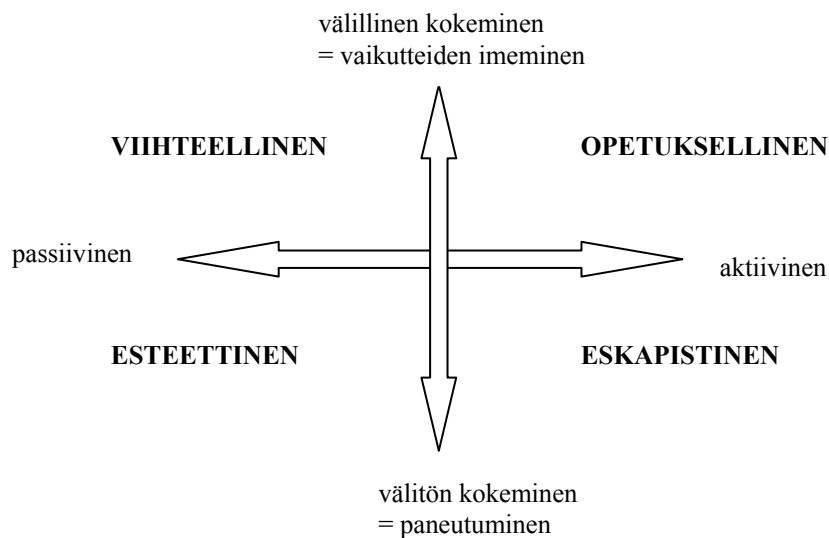 välillinen kokeminen
= vaikutteiden imeminen
VIIHTEELLINEN
OPETUKSELLINEN
passiivinen
aktiivinen
ESTEETTINEN
ESKAPISTINEN
välitön kokeminen
= paneutuminen